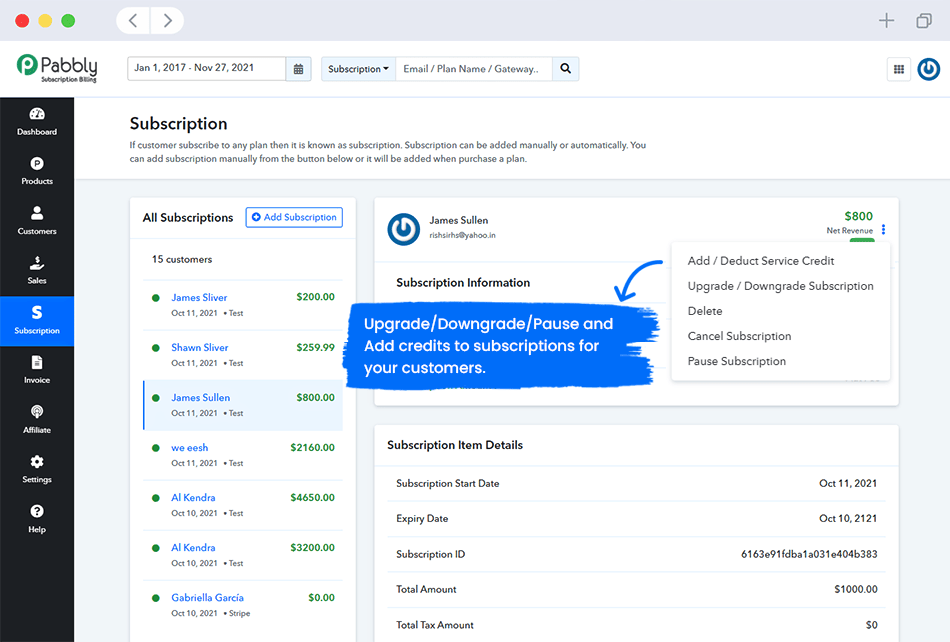 Pabbly
Subscription Billing
Jan 1, 2017 - Nov 27, 2021
Subscription
Email / Plan Name / Gateway..
Dashboard
Products
Customers
Sales
Subscription
Invoice
Affiliate
Settings
Help
Subscription
If customer subscribe to any plan then it is known as subscription. Subscription can be added manually or automatically. You
can add subscription manually from the button below or it will be added when purchase a plan.
All Subscriptions
Add Subscription
15 customers
James Sliver $200.00
Oct 11, 2021 • Test
Shawn Sliver $259.99
Oct 11, 2021 • Test
James Sullen $800.00
Oct 11, 2021 • Test
we eesh $2160.00
Oct 11, 2021 • Test
Al Kendra $4650.00
Oct 10, 2021 • Test
Al Kendra $3200.00
Oct 10, 2021 • Test
Gabriella García $0.00
Oct 10, 2021 • Stripe
James Sullen
rishsirhs@yahoo.in
$800
Net Revenue
Add / Deduct Service Credit
Upgrade / Downgrade Subscription
Delete
Cancel Subscription
Pause Subscription
Subscription Information
Upgrade/Downgrade/Pause and
Add credits to subscriptions for
your customers.
Subscription Item Details
Subscription Start Date Oct 11, 2021
Expiry Date Oct 10, 2121
Subscription ID 6163e91fdba1a031e404b383
Total Amount $1000.00
Total Tax Amount $0